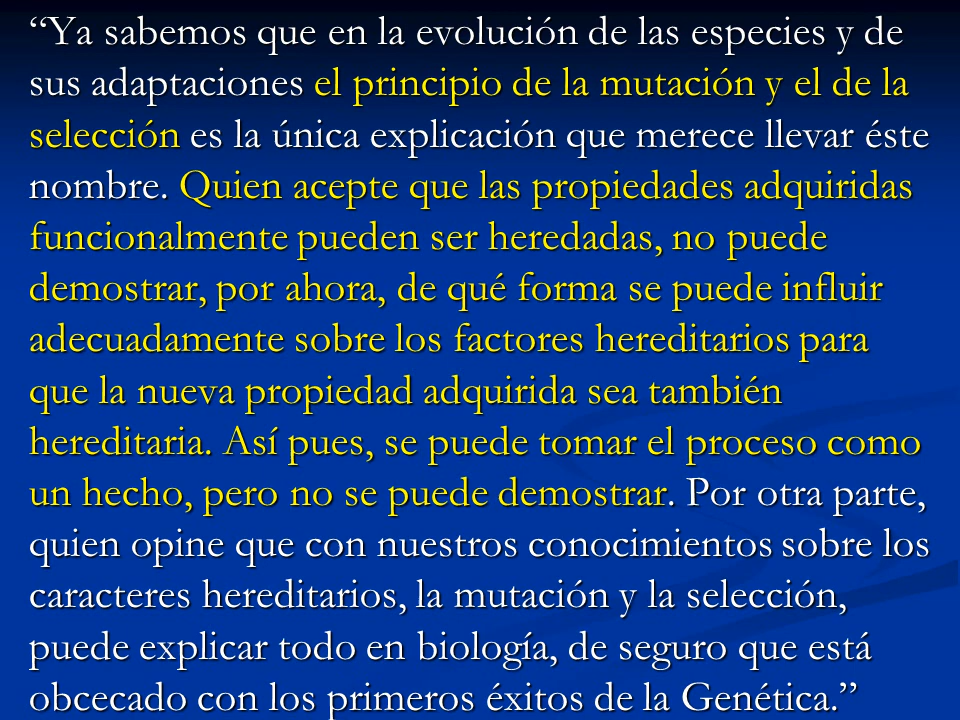 “Ya sabemos que en la evolución de las especies y de
sus adaptaciones el principio de la mutación y el de la
selección es la única explicación que merece llevar éste
nombre. Quien acepte que las propiedades adquiridas
funcionalmente pueden ser heredadas, no puede
demostrar, por ahora, de qué forma se puede influir
adecuadamente sobre los factores hereditarios para
que la nueva propiedad adquirida sea también
hereditaria. Así pues, se puede tomar el proceso como
un hecho, pero no se puede demostrar. Por otra parte,
quien opine que con nuestros conocimientos sobre los
caracteres hereditarios, la mutación y la selección,
puede explicar todo en biología, de seguro que está
obcecado con los primeros éxitos de la Genética.”